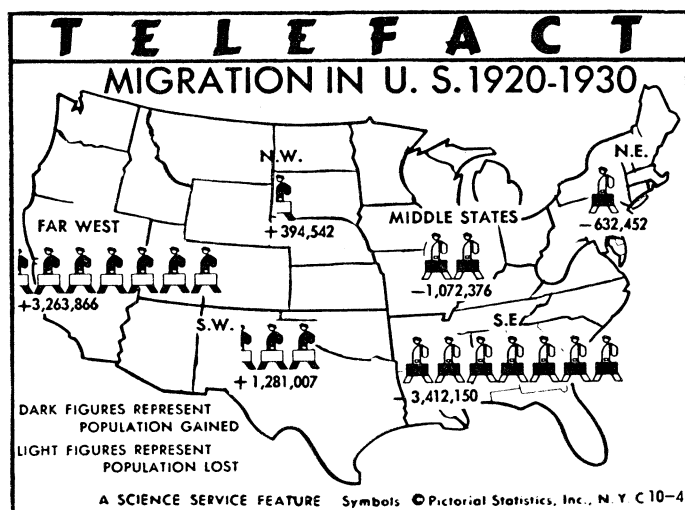 TELEFACT
MIGRATION IN U. S. 1920-1930
N.W.
N.E.
+394,542
FAR WEST
MIDDLE STATES
−632,452
+3,263,866
−1,072,376
S.W.
S.E.
+1,281,007
3,412,150
DARK FIGURES REPRESENT
POPULATION GAINED
LIGHT FIGURES REPRESENT
POPULATION LOST
A SCIENCE SERVICE FEATURE Symbols © Pictorial Statistics, Inc., N. Y C 10-4